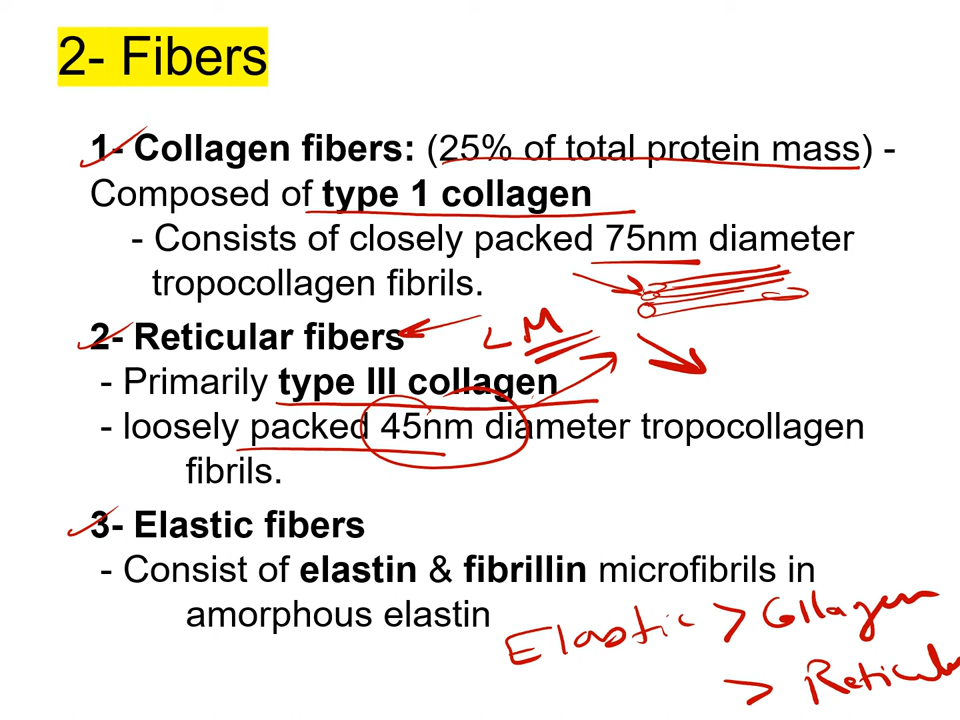 2- Fibers
1- Collagen fibers: (25% of total protein mass) -
Composed of type 1 collagen
- Consists of closely packed 75nm diameter
tropocollagen fibrils.
2- Reticular fibers
LM
- Primarily type III collagen
- loosely packed 45nm diameter tropocollagen
fibrils.
3- Elastic fibers
- Consist of elastin & fibrillin microfibrils in
amorphous elastin
Elastic > Collagen
> Reticular